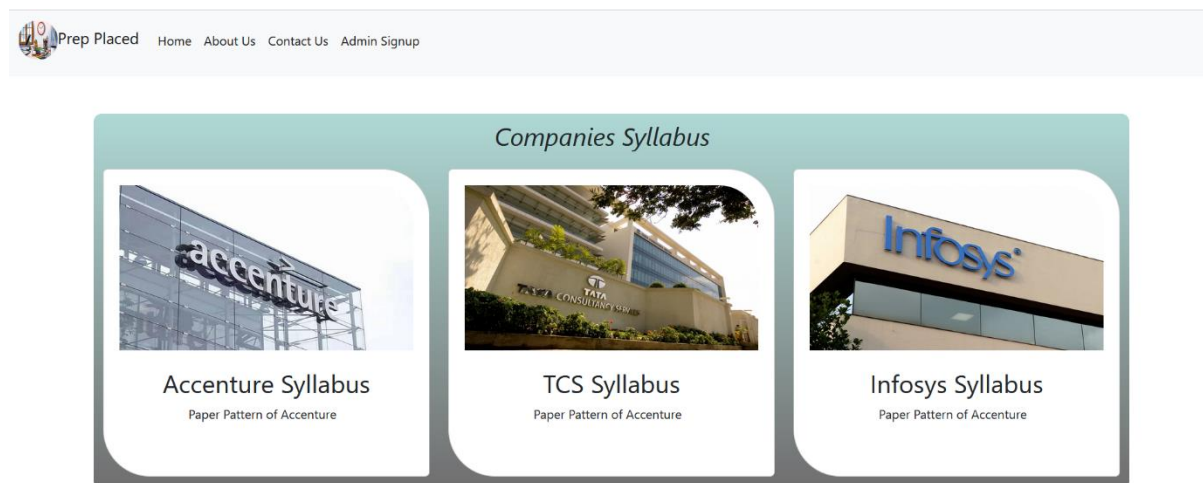 Prep Placed Home About Us Contact Us Admin Signup
Companies Syllabus
accenture
TATA
TATA CONSULTANCY SERVICES
Infosys
Accenture Syllabus
Paper Pattern of Accenture
TCS Syllabus
Paper Pattern of Accenture
Infosys Syllabus
Paper Pattern of Accenture